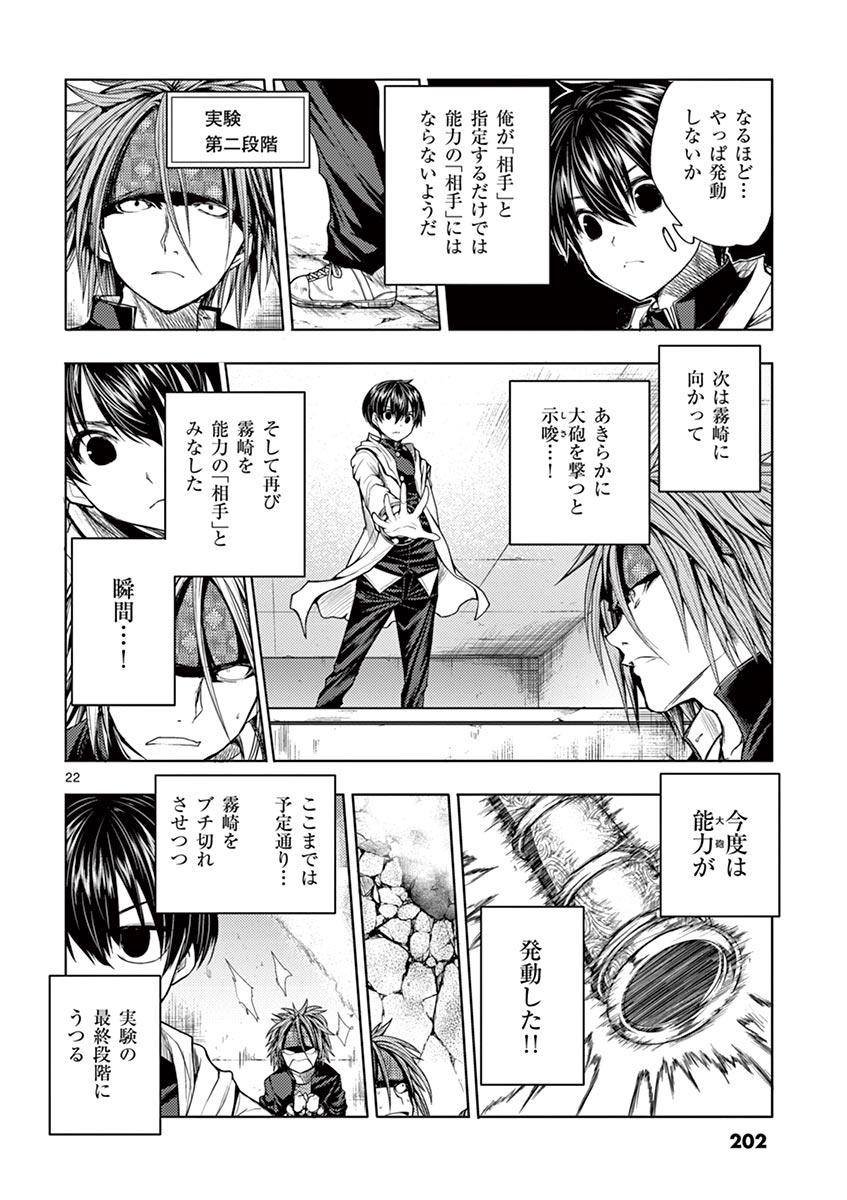 なるほど…
やっぱ発動
しないか
俺が「相手」と
指定するだけでは
能力の「相手」には
ならないようだ
実験
第二段階
次は霧崎に
向かって
あきらかに
大砲を撃つと
示唆…！
しさ
そして再び
霧崎を
能力の「相手」と
みなした
瞬間…！
22
今度は
能力が
大砲
発動した!!
ここまでは
予定通り…
霧崎を
ブチ切れ
させつつ
実験の
最終段階に
うつる
202